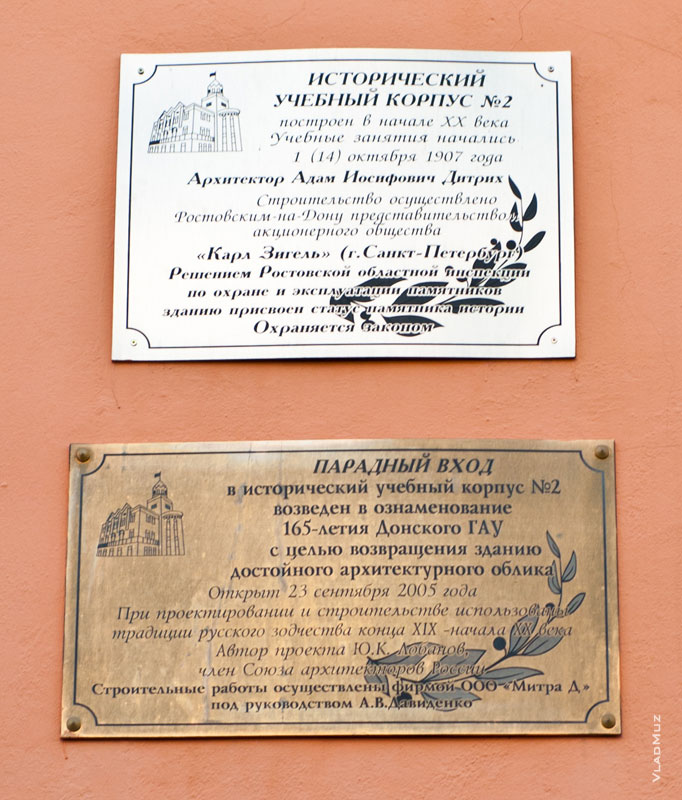 ИСТОРИЧЕСКИЙ
УЧЕБНЫЙ КОРПУС №2
построен в начале XX века
Учебные занятия начались
1 (14) октября 1907 года
Архитектор Адам Иосифович Дитрих
Строительство осуществлено
Ростовским-на-Дону представительством
акционерного общества
«Карл Зигель» (г.Санкт-Петербург)
Решением Ростовской областной инспекции
по охране и эксплуатации памятников
зданию присвоен статус памятника истории
Охраняется законом
ПАРАДНЫЙ ВХОД
в исторический учебный корпус №2
возведен в ознаменование
165-летия Донского ГАУ
с целью возвращения зданию
достойного архитектурного облика
Открыт 23 сентября 2005 года
При проектировании и строительстве использованы
традиции русского зодчества конца XIX -начала XX века
Автор проекта Ю.К. Лобанов,
член Союза архитекторов России
Строительные работы осуществлены фирмой ООО «Митра Д»
под руководством А.В.Давиденко
VladMuz